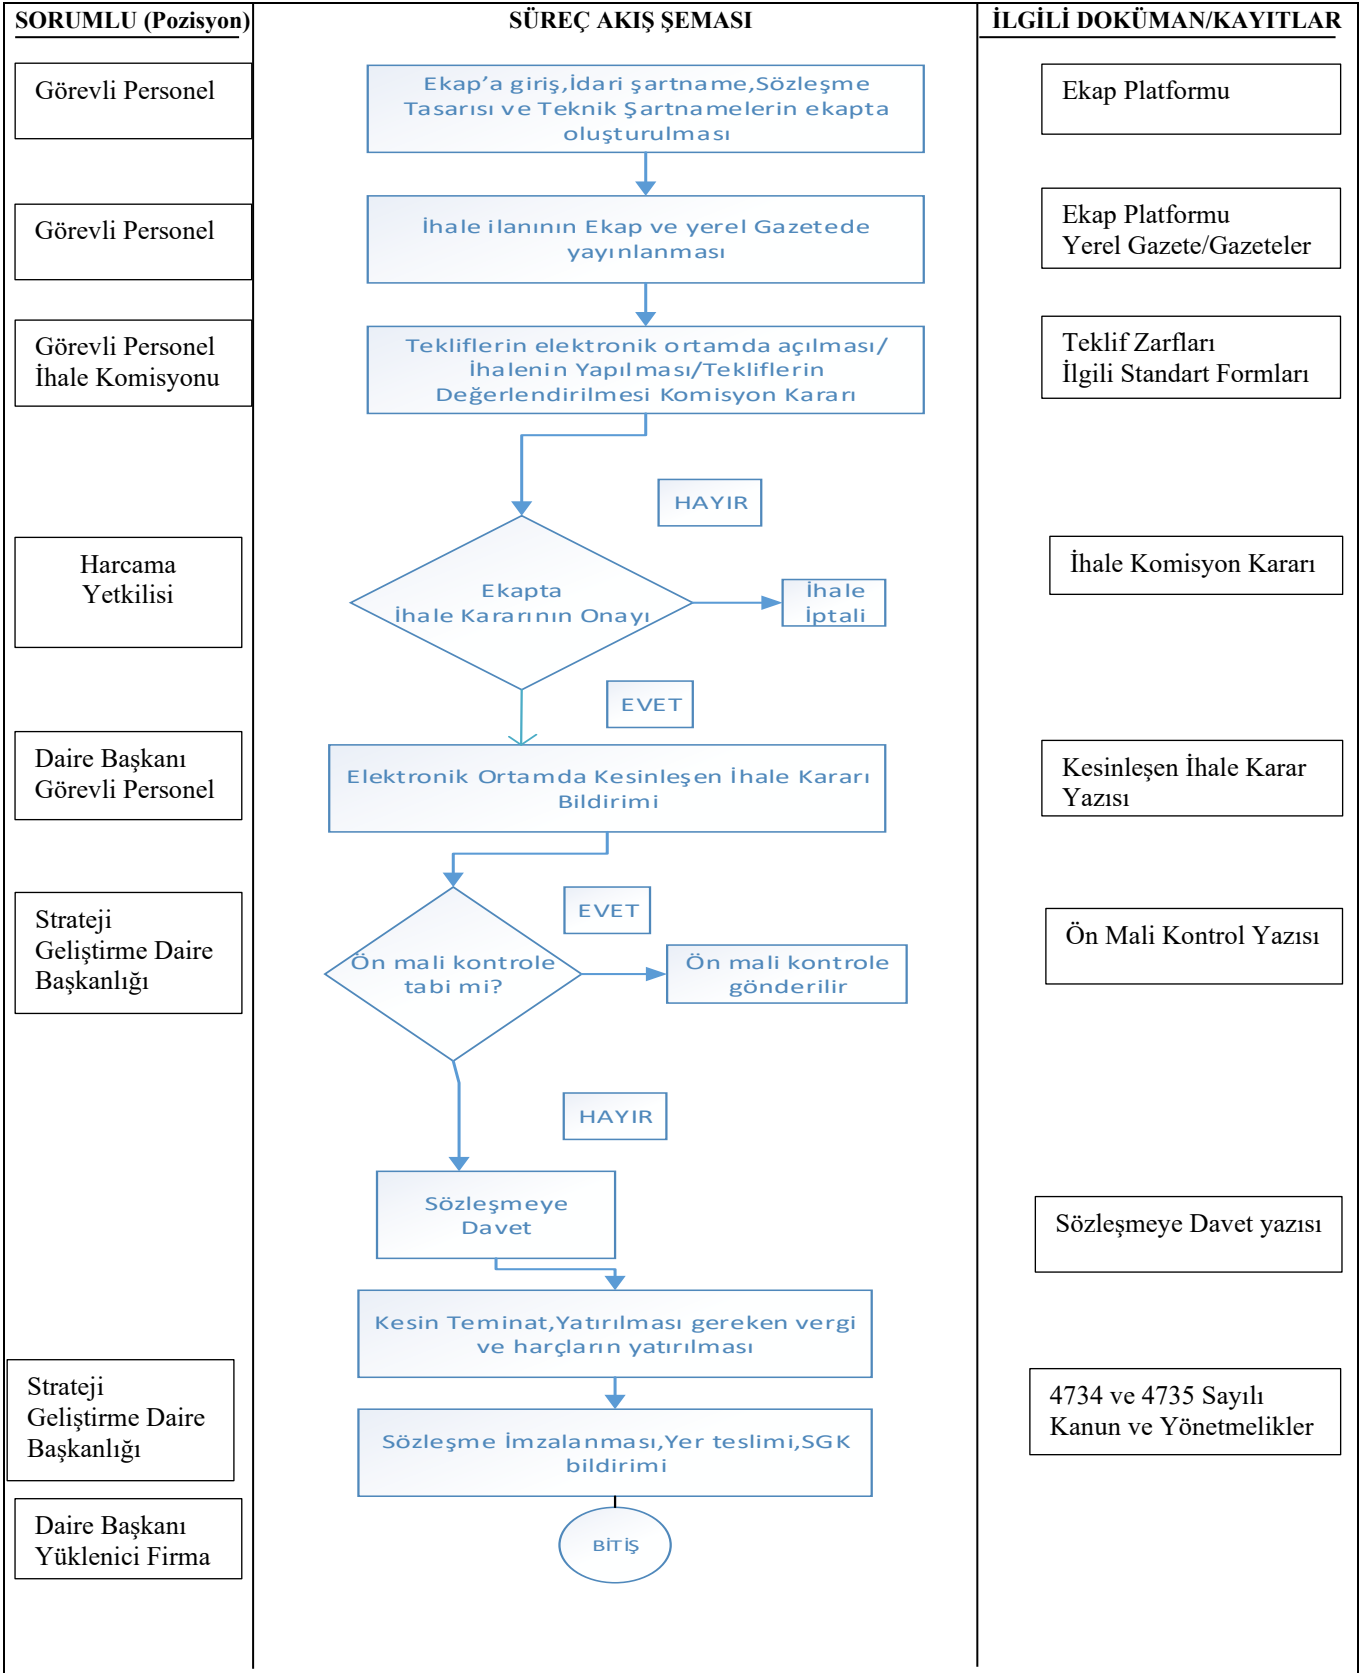 SORUMLU (Pozisyon)
SÜREÇ AKIŞ ŞEMASI
İLGİLİ DOKÜMAN/KAYITLAR
Görevli Personel
Ekap’a giriş,İdari şartname,Sözleşme
Tasarısı ve Teknik Şartnamelerin ekapta
oluşturulması
Ekap Platformu
Görevli Personel
İhale ilanının Ekap ve yerel Gazetede
yayınlanması
Ekap Platformu
Yerel Gazete/Gazeteler
Görevli Personel
İhale Komisyonu
Tekliflerin elektronik ortamda açılması/
İhalenin Yapılması/Tekliflerin
Değerlendirilmesi Komisyon Kararı
Teklif Zarfları
İlgili Standart Formları
HAYIR
Harcama
Yetkilisi
Ekapta
İhale Kararının Onayı
İhale
İptali
İhale Komisyon Kararı
EVET
Daire Başkanı
Görevli Personel
Elektronik Ortamda Kesinleşen İhale Kararı
Bildirimi
Kesinleşen İhale Karar
Yazısı
EVET
Strateji
Geliştirme Daire
Başkanlığı
Ön mali kontrole
tabi mi?
Ön mali kontrole
gönderilir
Ön Mali Kontrol Yazısı
HAYIR
Sözleşmeye
Davet
Sözleşmeye Davet yazısı
Kesin Teminat,Yatırılması gereken vergi
ve harçların yatırılması
Strateji
Geliştirme Daire
Başkanlığı
Sözleşme İmzalanması,Yer teslimi,SGK
bildirimi
4734 ve 4735 Sayılı
Kanun ve Yönetmelikler
Daire Başkanı
Yüklenici Firma
BİTİŞ